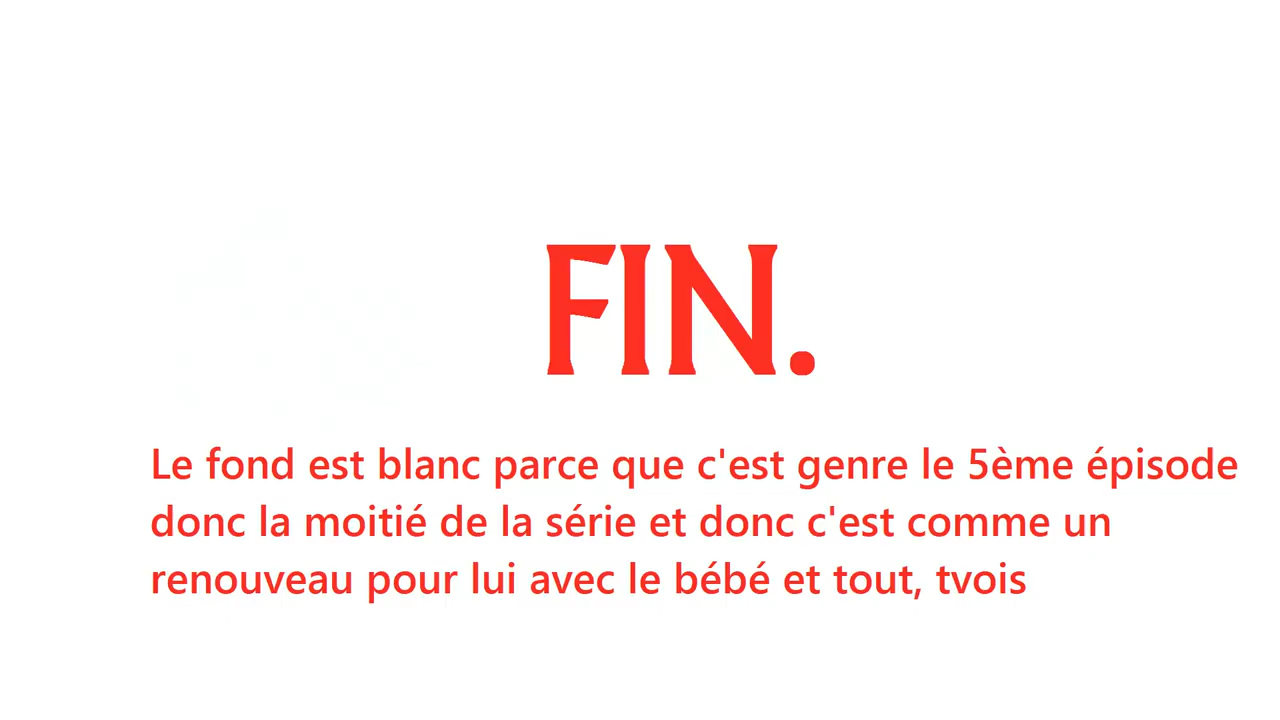 FIN.
Le fond est blanc parce que c'est genre le 5ème épisode
donc la moitié de la série et donc c'est comme un
renouveau pour lui avec le bébé et tout, tvois